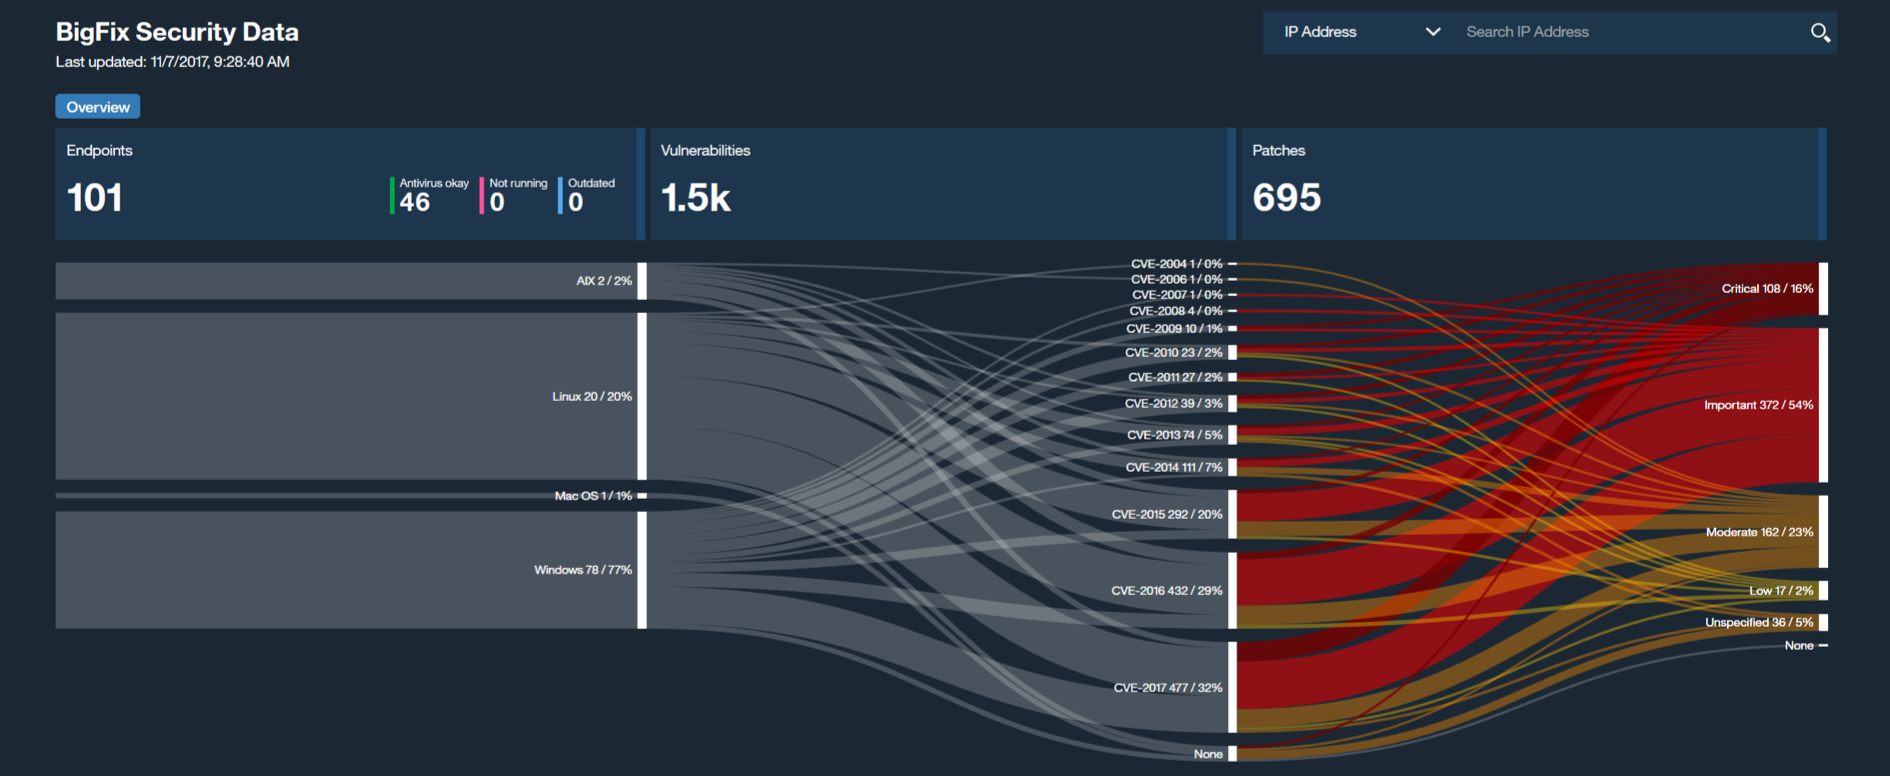 BigFix Security Data
IP Address
Search IP Address
Last updated: 11/7/2017, 9:28:40 AM
Overview
Endpoints
101
Antivirus okay
46
Not running
0
Outdated
0
Vulnerabilities
1.5k
Patches
695
AIX 2 / 2%
Linux 20 / 20%
Mac OS 1 / 1%
Windows 78 / 77%
CVE-2004 1 / 0%
CVE-2006 1 / 0%
CVE-2007 1 / 0%
CVE-2008 4 / 0%
CVE-2009 10 / 1%
CVE-2010 23 / 2%
CVE-2011 27 / 2%
CVE-2012 39 / 3%
CVE-2013 74 / 5%
CVE-2014 111 / 7%
CVE-2015 292 / 20%
CVE-2016 432 / 29%
CVE-2017 477 / 32%
None
Critical 108 / 16%
Important 372 / 54%
Moderate 162 / 23%
Low 17 / 2%
Unspecified 36 / 5%
None